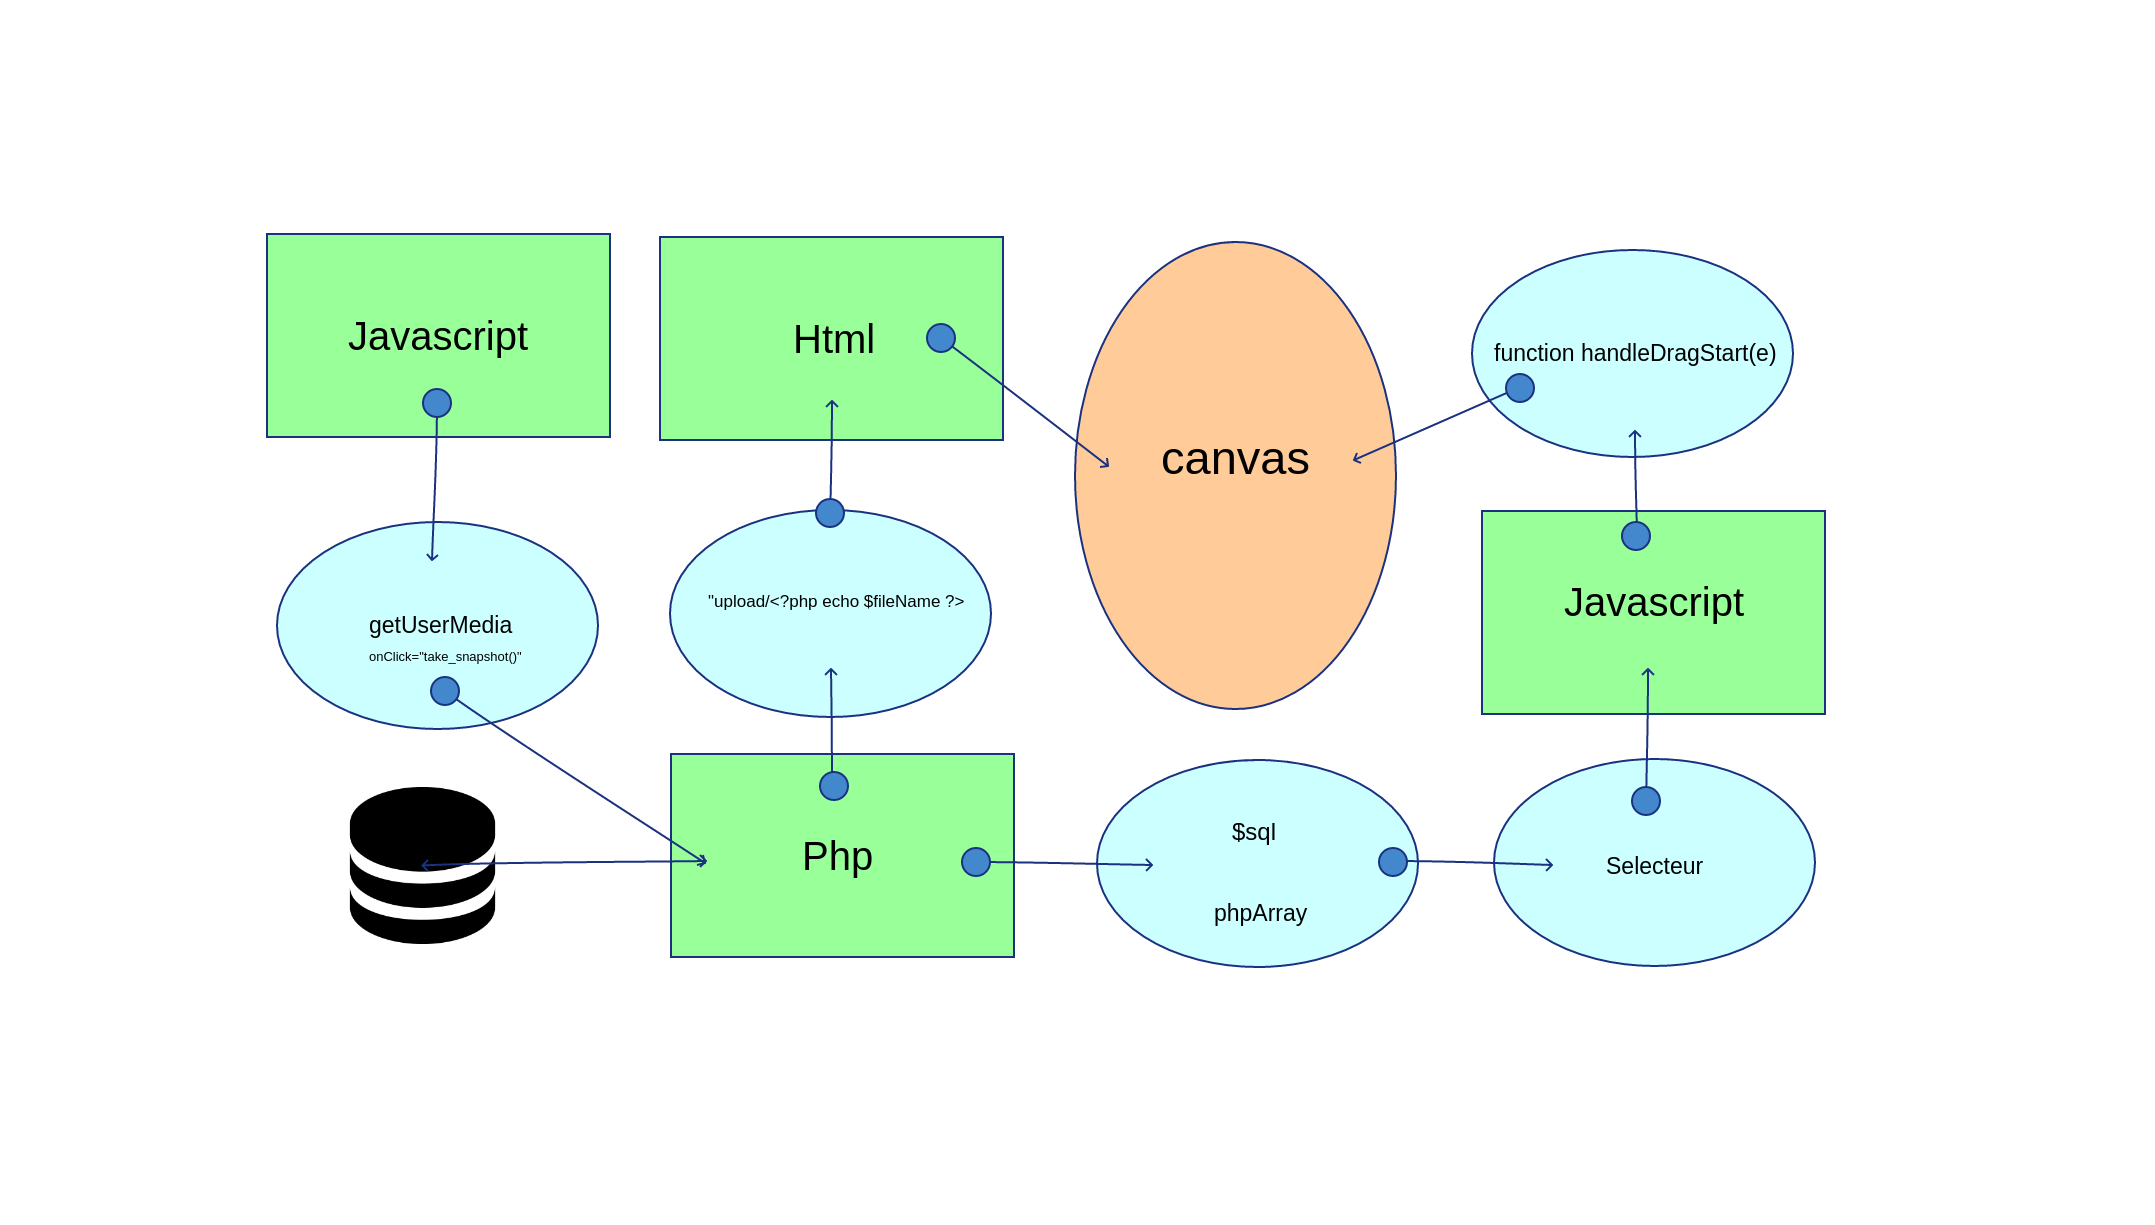 Javascript
Html
canvas
function handleDragStart(e)
getUserMedia
onClick="take_snapshot()"
"upload/<?php echo $fileName ?>
Javascript
Php
$sql
phpArray
Selecteur